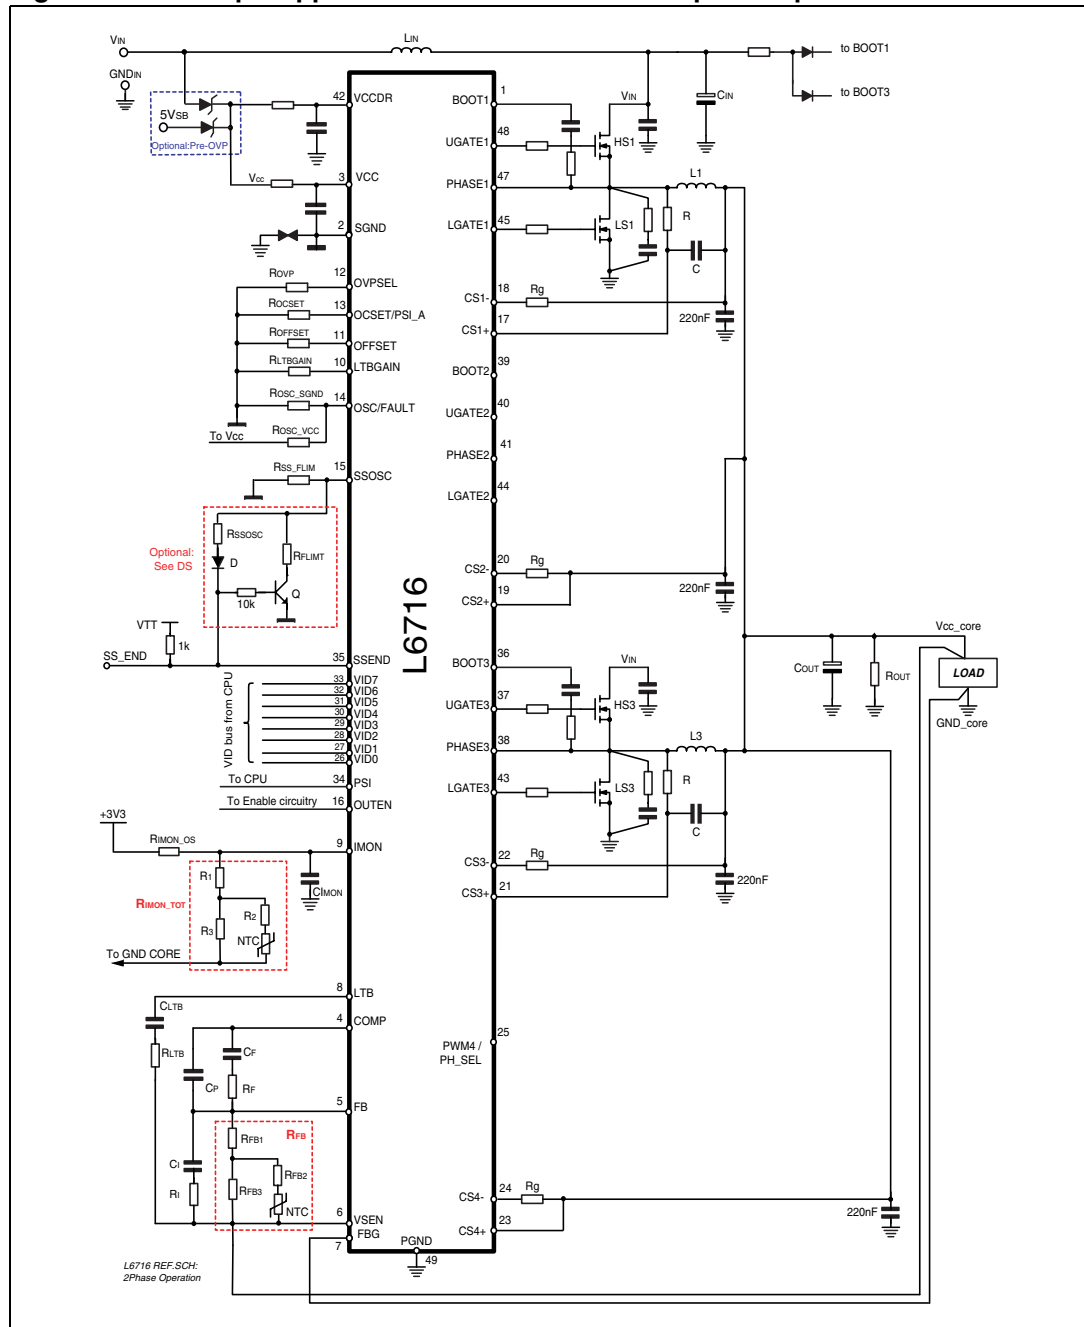 VIN
LIN
to BOOT1
GNDIN
to BOOT3
CIN
5VSB
Optional:Pre-OVP
42
VCCDR
Vcc
3
VCC
2
SGND
ROVP
12
OVPSEL
ROCSET
13
OCSET/PSI_A
ROFFSET
11
OFFSET
RLTBGAIN
10
LTBGAIN
ROSC_SGND
14
OSC/FAULT
To Vcc
ROSC_VCC
RSS_FLIM
15
SSOSC
Optional:
See DS
RSSOSC
D
RFLIMT
10k
Q
VTT
1k
SS_END
35
SSEND
VID bus from CPU
33
VID7
32
VID6
31
VID5
30
VID4
29
VID3
28
VID2
27
VID1
26
VID0
To CPU
34
PSI
To Enable circuitry
16
OUTEN
+3V3
RIMON_OS
9
IMON
CIMON
RIMON_TOT
R1
R2
R3
NTC
To GND CORE
8
LTB
CLTB
4
COMP
RLTB
CF
CP
RF
5
FB
RFB1
RFB
CI
RFB2
RI
RFB3
NTC
6
VSEN
FBG
7
L6716 REF.SCH:
2Phase Operation
PGND
49
L6716
1
BOOT1
VIN
48
UGATE1
HS1
47
PHASE1
L1
45
LGATE1
LS1
R
C
18
CS1-
Rg
220nF
17
CS1+
39
BOOT2
40
UGATE2
41
PHASE2
44
LGATE2
20
CS2-
Rg
220nF
19
CS2+
36
BOOT3
VIN
37
UGATE3
HS3
38
PHASE3
L3
43
LGATE3
LS3
R
C
22
CS3-
Rg
220nF
21
CS3+
Vcc_core
COUT
ROUT
LOAD
GND_core
25
PWM4 /
PH_SEL
24
CS4-
Rg
220nF
23
CS4+